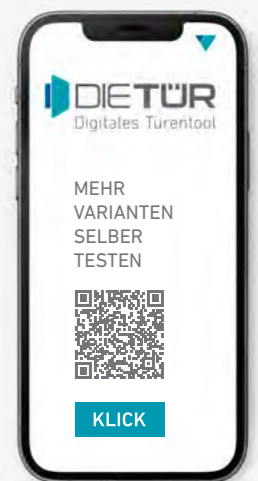 DIETÜR
Digitales Türentool
MEHR
VARIANTEN
SELBER
TESTEN
KLICK